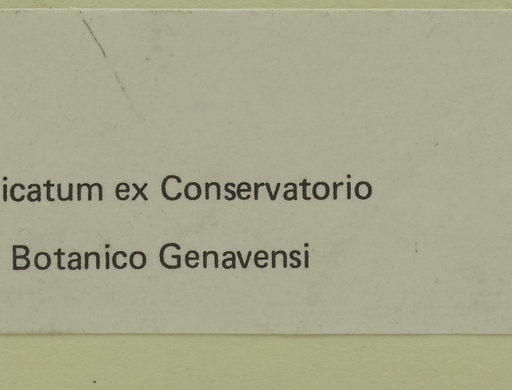 icatum ex Conservatorio
Botanico Genavensi